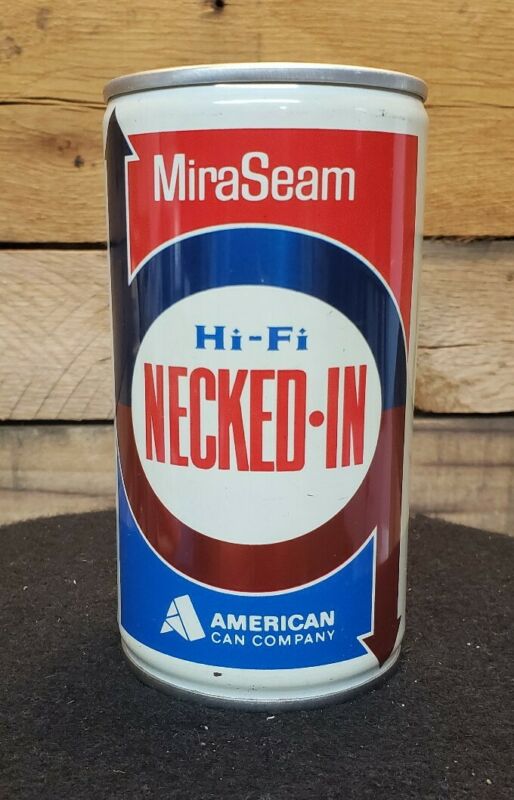 MiraSeam
Hi-Fi
NECKED·IN
AMERICAN
CAN COMPANY